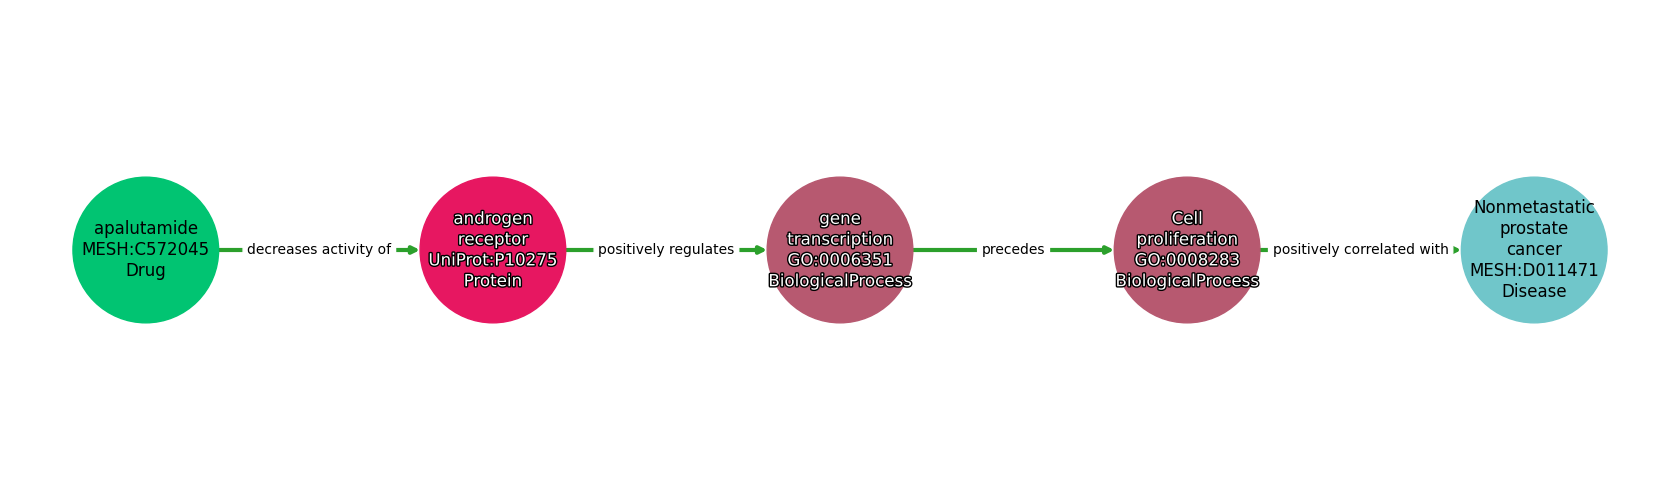 apalutamide
MESH:C572045
Drug
decreases activity of
androgen
receptor
UniProt:P10275
Protein
positively regulates
gene
transcription
GO:0006351
BiologicalProcess
precedes
Cell
proliferation
GO:0008283
BiologicalProcess
positively correlated with
Nonmetastatic
prostate
cancer
MESH:D011471
Disease